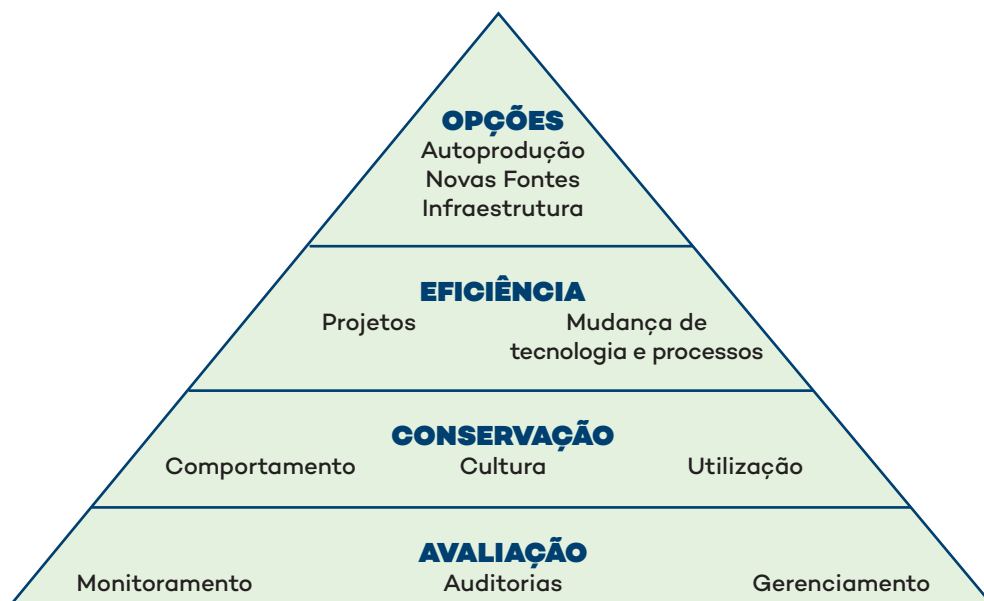 OPÇÕES
Autoprodução
Novas Fontes
Infraestrutura
EFICIÊNCIA
Projetos
Mudança de
tecnologia e processos
CONSERVAÇÃO
Comportamento
Cultura
Utilização
AVALIAÇÃO
Monitoramento
Auditorias
Gerenciamento